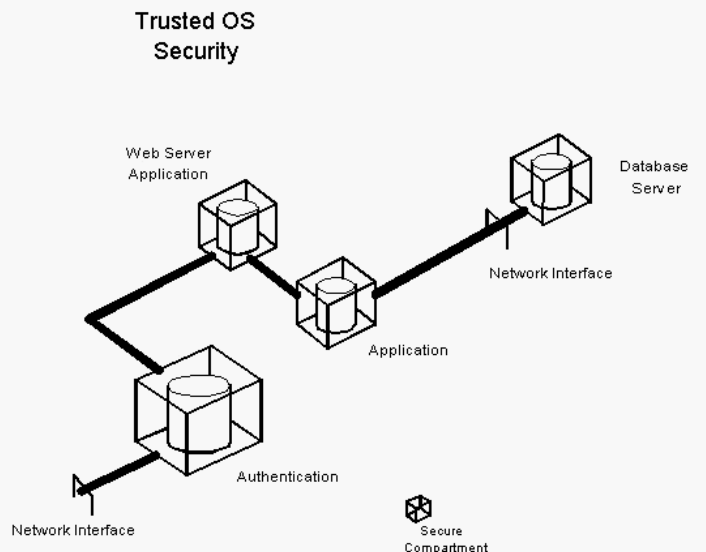 Trusted OS
Security
Web Server
Application
Database
Server
Network Interface
Application
Authentication
Network Interface
Secure
Compartment